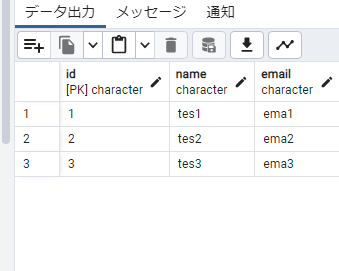 データ出力 メッセージ 通知
id name email
[PK] character character character
1 1 tes1 ema1
2 2 tes2 ema2
3 3 tes3 ema3